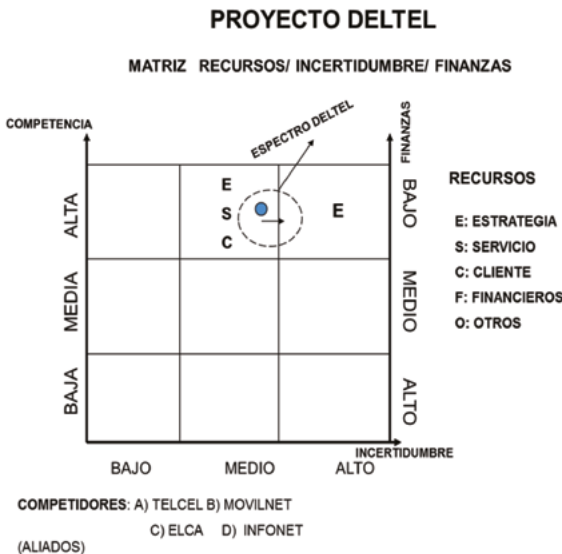 PROYECTO DELTEL
MATRIZ RECURSOS/ INCERTIDUMBRE/ FINANZAS
COMPETENCIA
ESPECTRO DELTEL
FINANZAS
ALTA
E
S
C
E
BAJO
RECURSOS
E: ESTRATEGIA
S: SERVICIO
C: CLIENTE
F: FINANCIEROS
O: OTROS
MEDIA
MEDIO
BAJA
ALTO
INCERTIDUMBRE
BAJO MEDIO ALTO
COMPETIDORES: A) TELCEL B) MOVILNET
C) ELCA D) INFONET
(ALIADOS)